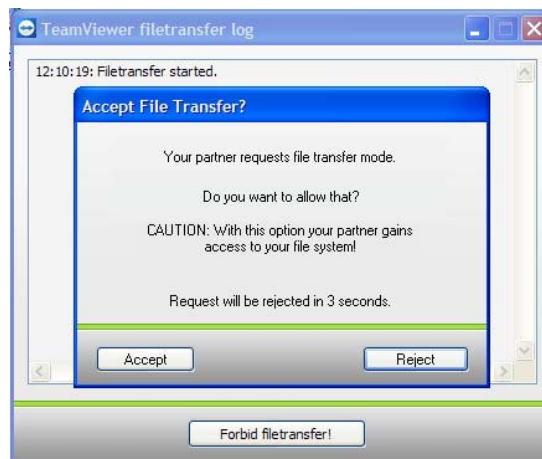 TeamViewer filetransfer log
12:10:19: Filetransfer started.
Accept File Transfer?
Your partner requests file transfer mode.
Do you want to allow that?
CAUTION: With this option your partner gains
access to your file system!
Request will be rejected in 3 seconds.
Accept
Reject
Forbid filetransfer!